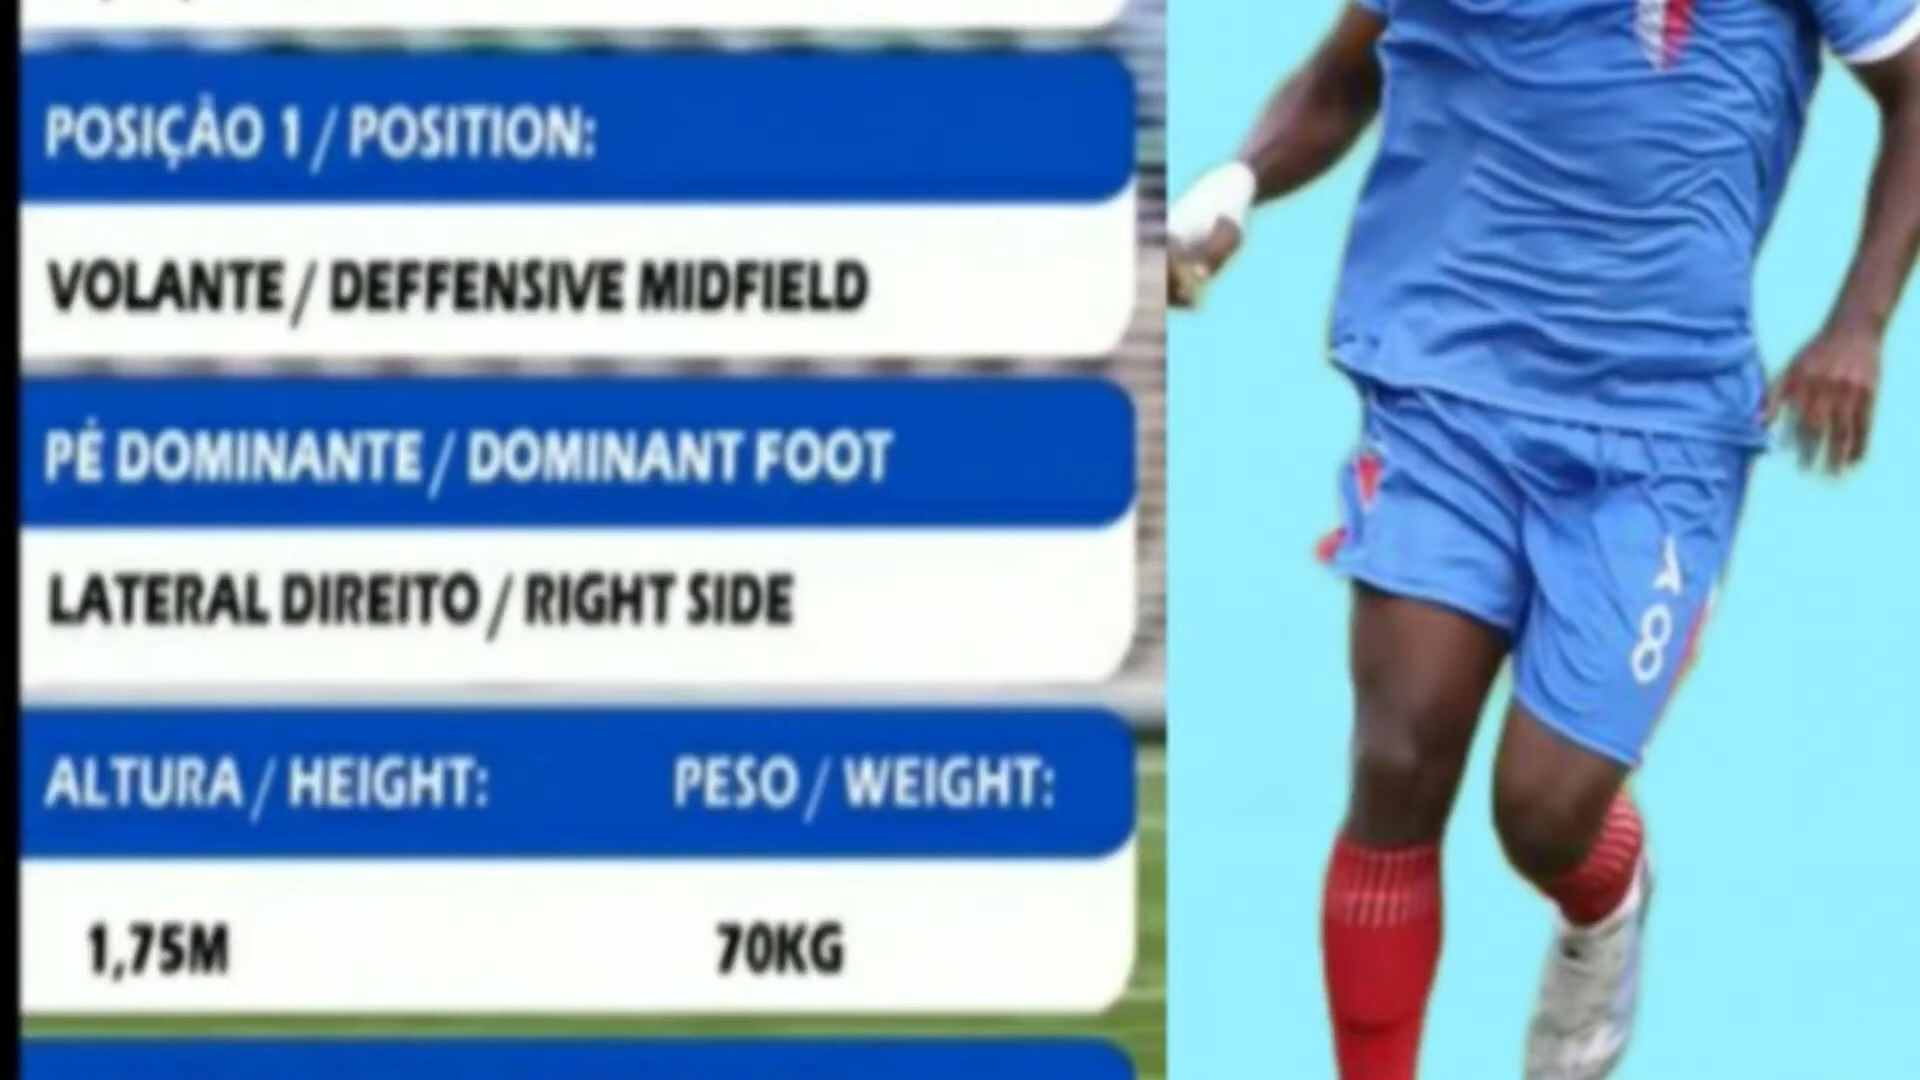 POSIÇÃO 1 / POSITION:
VOLANTE / DEFFENSIVE MIDFIELD
PÉ DOMINANTE / DOMINANT FOOT
LATERAL DIREITO / RIGHT SIDE
ALTURA / HEIGHT: PESO / WEIGHT:
1,75M 70KG
8